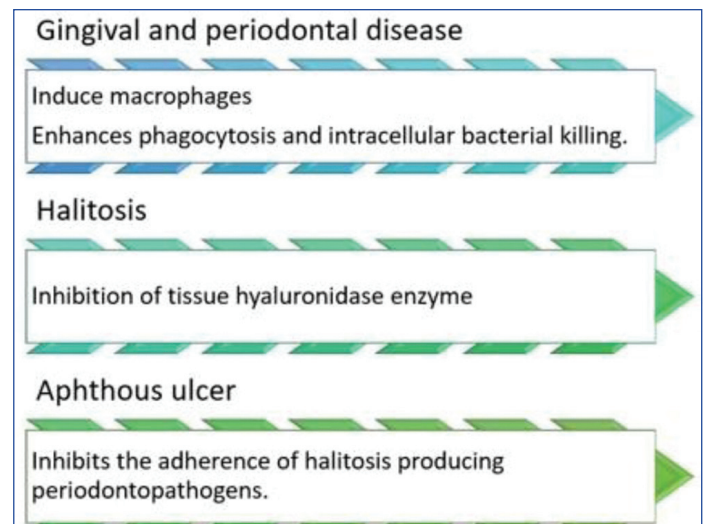 Gingival and periodontal disease
Induce macrophages
Enhances phagocytosis and intracellular bacterial killing.
Halitosis
Inhibition of tissue hyaluronidase enzyme
Aphthous ulcer
Inhibits the adherence of halitosis producing
periodontopathogens.